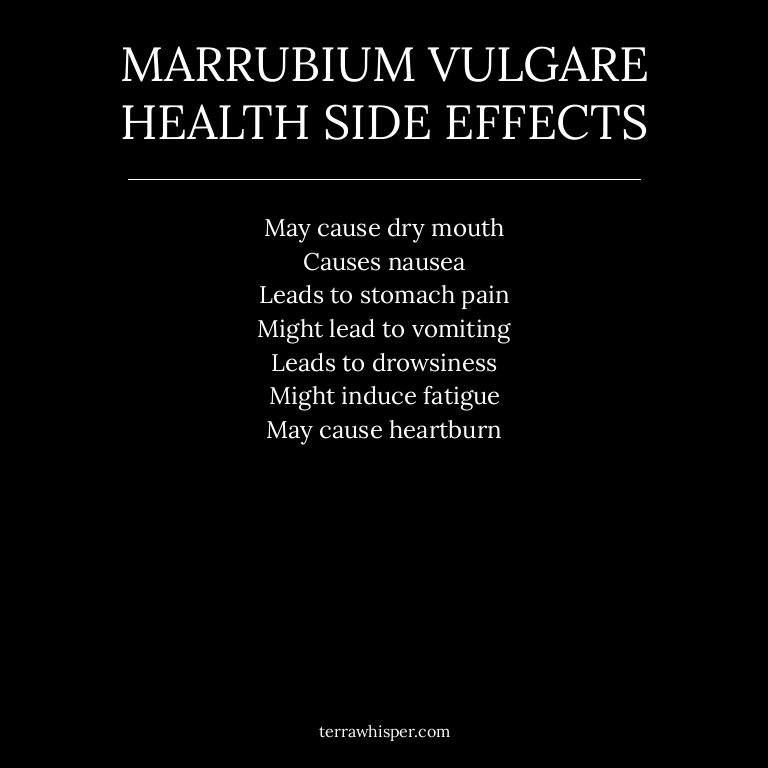 MARRUBIUM VULGARE
HEALTH SIDE EFFECTS
May cause dry mouth
Causes nausea
Leads to stomach pain
Might lead to vomiting
Leads to drowsiness
Might induce fatigue
May cause heartburn
terrawhisper.com